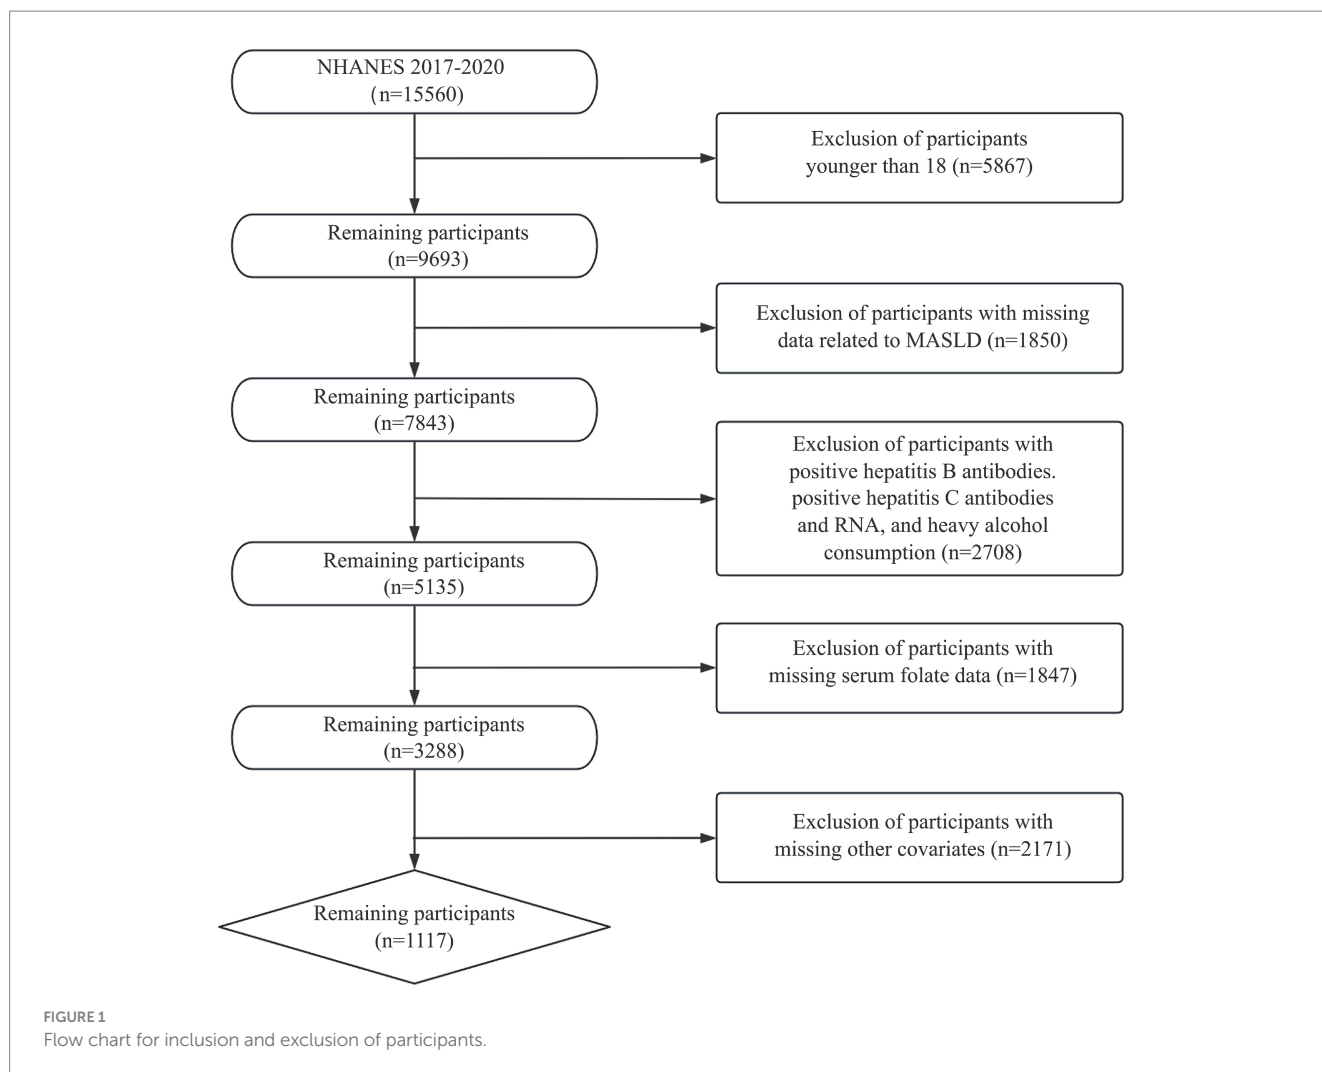 NHANES 2017-2020
(n=15560)
Exclusion of participants
younger than 18 (n=5867)
Remaining participants
(n=9693)
Exclusion of participants with missing
data related to MASLD (n=1850)
Remaining participants
(n=7843)
Exclusion of participants with
positive hepatitis B antibodies.
positive hepatitis C antibodies
and RNA, and heavy alcohol
consumption (n=2708)
Remaining participants
(n=5135)
Exclusion of participants with
missing serum folate data (n=1847)
Remaining participants
(n=3288)
Exclusion of participants with
missing other covariates (n=2171)
Remaining participants
(n=1117)
FIGURE 1
Flow chart for inclusion and exclusion of participants.